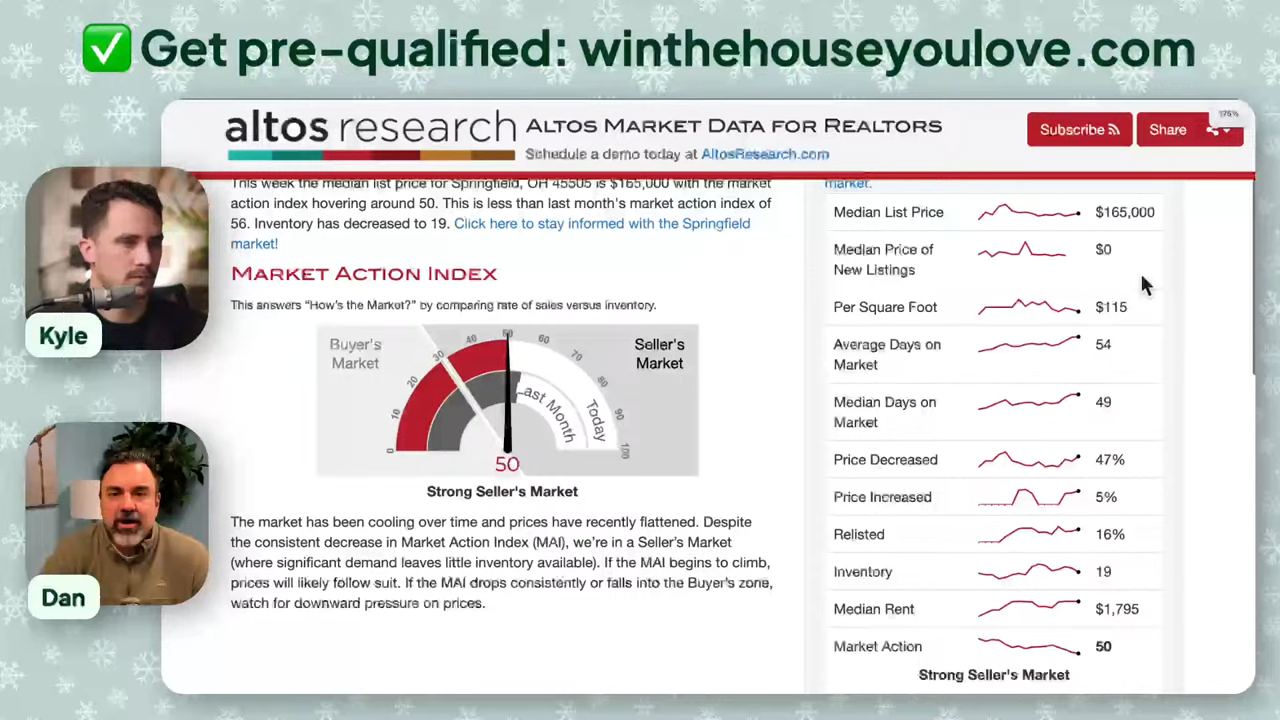 ✅ Get pre-qualified: winthehouseyoulove.com
altos research
Altos Market Data for Realtors
Schedule a demo today at AltosResearch.com
Subscribe
Share
175%
This week the median list price for Springfield, OH 45505 is $165,000 with the market
action index hovering around 50. This is less than last month's market action index of
56. Inventory has decreased to 19. Click here to stay informed with the Springfield
market!
Market Action Index
This answers “How's the Market?” by comparing rate of sales versus inventory.
Buyer's
Market
Seller's
Market
0 10 20 30 40 50 60 70 80 90 100
Last Month
Today
50
Strong Seller's Market
The market has been cooling over time and prices have recently flattened. Despite
the consistent decrease in Market Action Index (MAI), we're in a Seller's Market
(where significant demand leaves little inventory available). If the MAI begins to climb,
prices will likely follow suit. If the MAI drops consistently or falls into the Buyer's zone,
watch for downward pressure on prices.
market.
Median List Price $165,000
Median Price of
New Listings $0
Per Square Foot $115
Average Days on
Market 54
Median Days on
Market 49
Price Decreased 47%
Price Increased 5%
Relisted 16%
Inventory 19
Median Rent $1,795
Market Action 50
Strong Seller's Market
Kyle
Dan